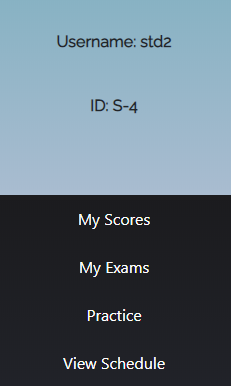 Username: std2
ID: S-4
My Scores
My Exams
Practice
View Schedule